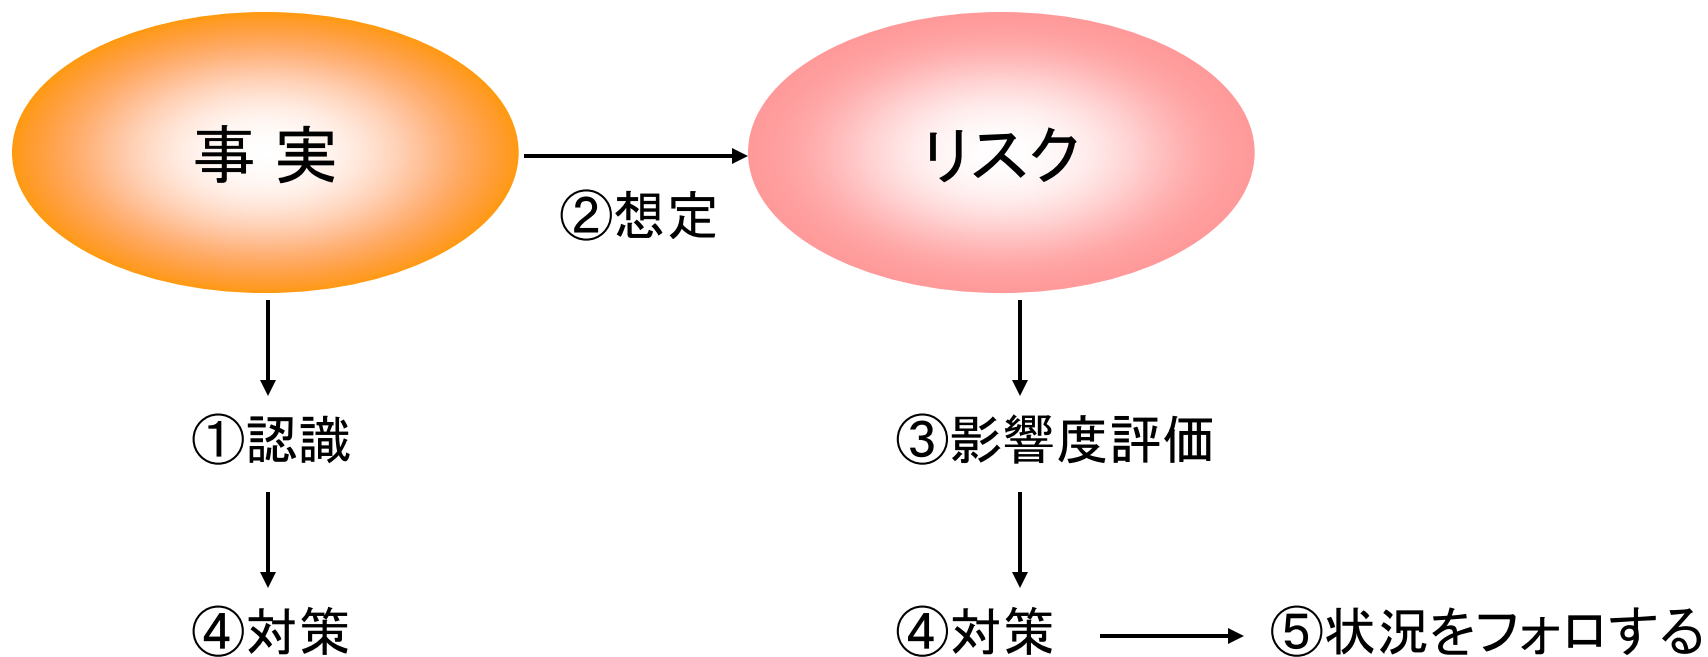 事 実
リスク
②想定
①認識
③影響度評価
④対策
④対策
⑤状況をフォロする